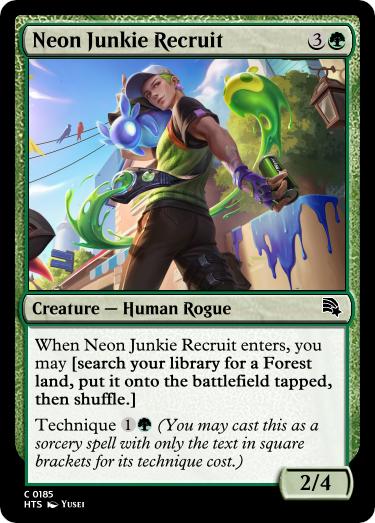 Neon Junkie Recruit 3
Creature — Human Rogue
When Neon Junkie Recruit enters, you
may [search your library for a Forest
land, put it onto the battlefield tapped,
then shuffle.]
Technique 1 (You may cast this as a
sorcery spell with only the text in square
brackets for its technique cost.)
2/4
C 0185
HTS Yusei